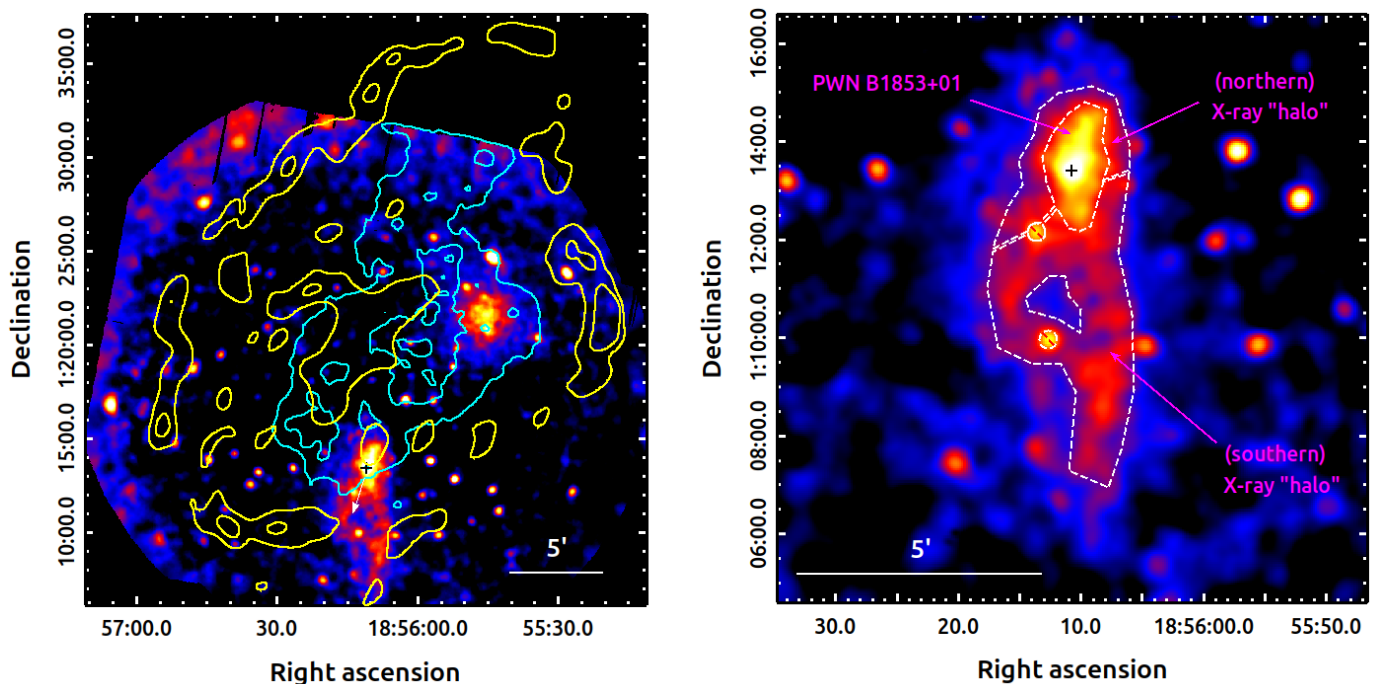 35:00.0
30:00.0
25:00.0
1:20:00.0
15:00.0
10:00.0
Declination
5'
57:00.0 30.0 18:56:00.0 55:30.0
Right ascension
16:00.0
14:00.0
12:00.0
1:10:00.0
08:00.0
06:00.0
Declination
PWN B1853+01
(northern)
X-ray "halo"
(southern)
X-ray "halo"
5'
30.0 20.0 10.0 18:56:00.0 55:50.0
Right ascension